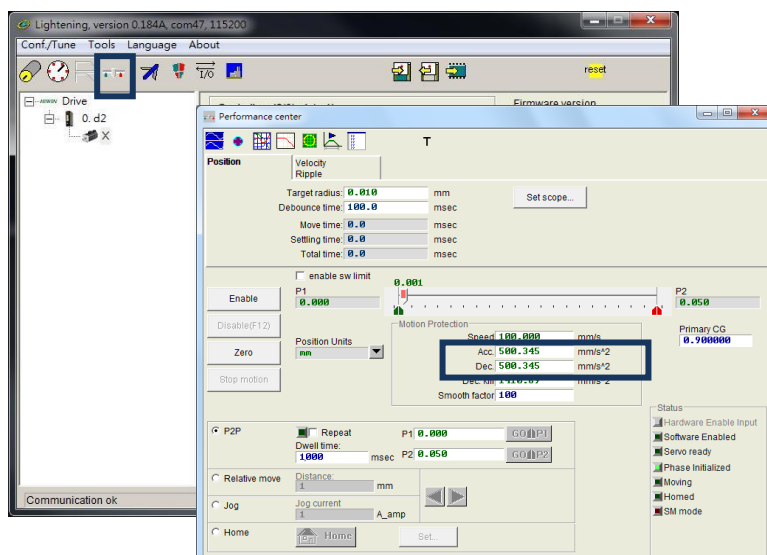 Lightening, version 0.184A, com47, 115200
Conf./Tune Tools Language About
I/O
reset
Drive
0. d2
X
Firmware version
Performance center
T
Position
Velocity
Ripple
Target radius: 0.010 mm
Set scope...
Debounce time: 100.0 msec
Move time: 0.0 msec
Settling time: 0.0 msec
Total time: 0.0 msec
enable sw limit
0.001
Enable
P1
0.000
P2
0.050
Disable(F12)
Motion Protection
Speed 100.000 mm/s
Primary CG
0.900000
Zero
Position Units
mm
Acc. 500.345 mm/s^2
Dec. 500.345 mm/s^2
Stop motion
Dec. kill 1410.69 mm/s^2
Smooth factor 100
Status
Hardware Enable Input
Software Enabled
Servo ready
Phase Initialized
Moving
Homed
SM mode
P2P
Repeat
P1 0.000
GO P1
Dwell time:
1000 msec
P2 0.050
GO P2
Relative move
Distance:
1 mm
Jog
Jog current
1 A_amp
Home
Home
Set...
Communication ok